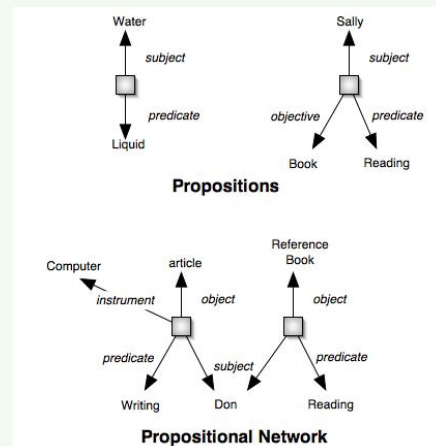 Water
Sally
subject
subject
predicate
objective
predicate
Liquid
Book
Reading
Propositions
Reference
Book
Computer
article
instrument
object
object
predicate
subject
predicate
Writing
Don
Reading
Propositional Network